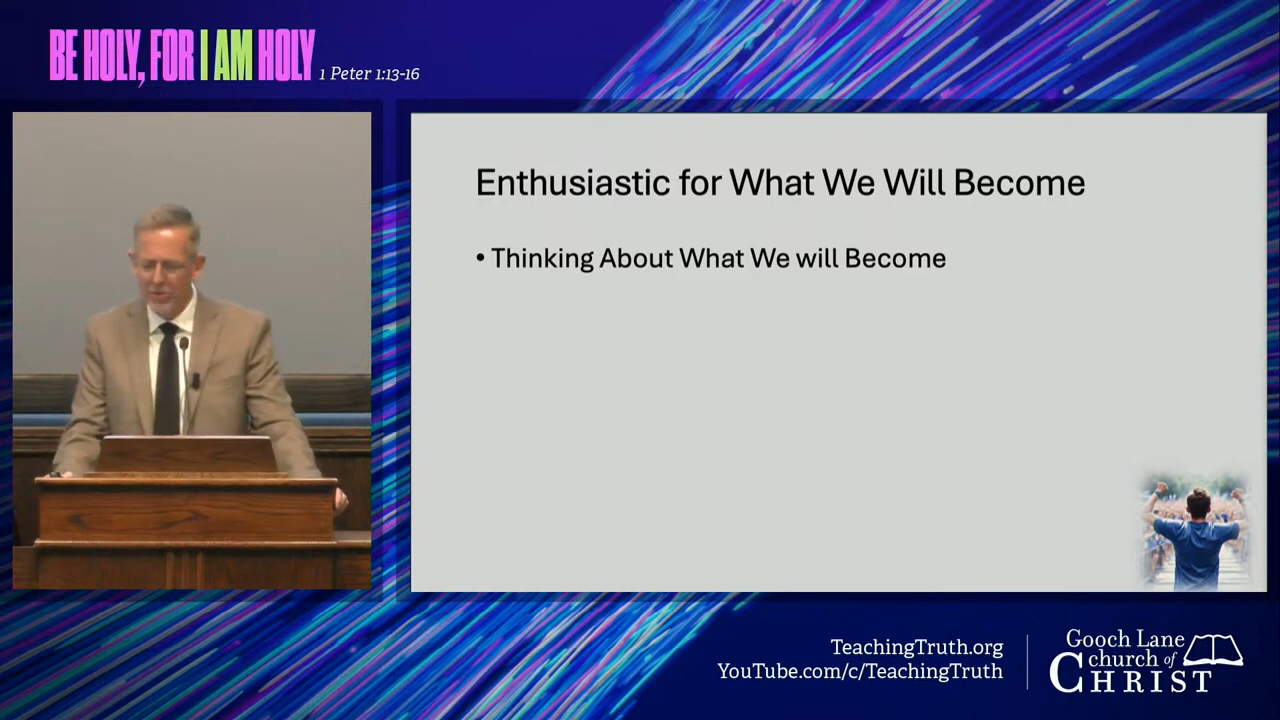 BE HOLY, FOR I AM HOLY 1 Peter 1:13-16
Enthusiastic for What We Will Become
• Thinking About What We will Become
TeachingTruth.org
YouTube.com/c/TeachingTruth
Gooch Lane
church of
CHRIST